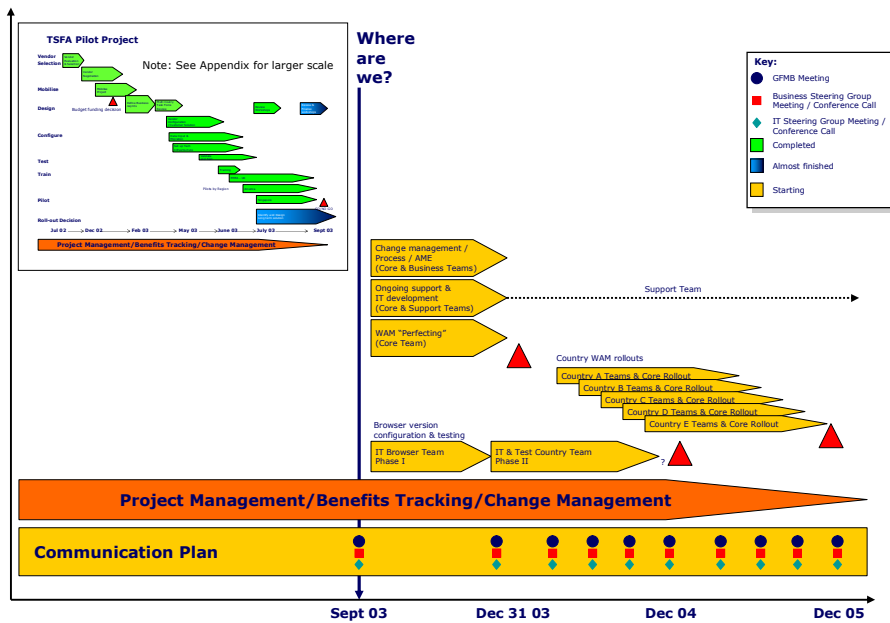 TSFA Pilot Project
Note: See Appendix for larger scale
Vendor
Selection
Mobilise
Budget-funding decision
Design
Configure
Test
Train
Pilots by Region
Pilot
Roll-out Decision
Jul 02
Dec 02
Feb 03
May 03
June 03
July 03
Sept 03
Project Management/Benefits Tracking/Change Management
Where
are
we?
Key:
GFMB Meeting
Business Steering Group
Meeting / Conference Call
IT Steering Group Meeting /
Conference Call
Completed
Almost finished
Starting
Change management /
Process / AME
(Core & Business Teams)
Ongoing support &
IT development
(Core & Support Teams)
Support Team
WAM “Perfecting”
(Core Team)
Country WAM rollouts
Country A Teams & Core Rollout
Country B Teams & Core Rollout
Country C Teams & Core Rollout
Country D Teams & Core Rollout
Country E Teams & Core Rollout
Browser version
configuration & testing
IT Browser Team
Phase I
IT & Test Country Team
Phase II
?
Project Management/Benefits Tracking/Change Management
Communication Plan
Sept 03
Dec 31 03
Dec 04
Dec 05